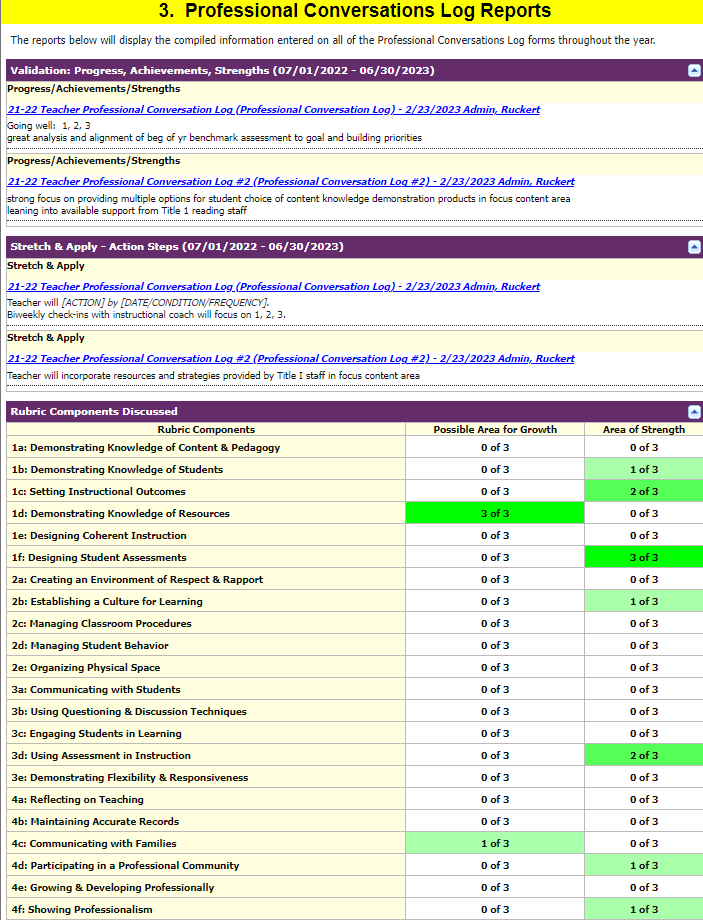 3. Professional Conversations Log Reports
The reports below will display the compiled information entered on all of the Professional Conversations Log forms throughout the year.
Validation: Progress, Achievements, Strengths (07/01/2022 - 06/30/2023)
Progress/Achievements/Strengths
21-22 Teacher Professional Conversation Log (Professional Conversation Log) - 2/23/2023 Admin, Ruckert
Going well: 1, 2, 3
great analysis and alignment of beg of yr benchmark assessment to goal and building priorities
Progress/Achievements/Strengths
21-22 Teacher Professional Conversation Log #2 (Professional Conversation Log #2) - 2/23/2023 Admin, Ruckert
strong focus on providing multiple options for student choice of content knowledge demonstration products in focus content area
leaning into available support from Title 1 reading staff
Stretch & Apply - Action Steps (07/01/2022 - 06/30/2023)
Stretch & Apply
21-22 Teacher Professional Conversation Log (Professional Conversation Log) - 2/23/2023 Admin, Ruckert
Teacher will [ACTION] by [DATE/CONDITION/FREQUENCY].
Biweekly check-ins with instructional coach will focus on 1, 2, 3.
Stretch & Apply
21-22 Teacher Professional Conversation Log #2 (Professional Conversation Log #2) - 2/23/2023 Admin, Ruckert
Teacher will incorporate resources and strategies provided by Title I staff in focus content area
Rubric Components Discussed
Rubric Components Possible Area for Growth Area of Strength
1a: Demonstrating Knowledge of Content & Pedagogy 0 of 3 0 of 3
1b: Demonstrating Knowledge of Students 0 of 3 1 of 3
1c: Setting Instructional Outcomes 0 of 3 2 of 3
1d: Demonstrating Knowledge of Resources 3 of 3 0 of 3
1e: Designing Coherent Instruction 0 of 3 0 of 3
1f: Designing Student Assessments 0 of 3 3 of 3
2a: Creating an Environment of Respect & Rapport 0 of 3 0 of 3
2b: Establishing a Culture for Learning 0 of 3 1 of 3
2c: Managing Classroom Procedures 0 of 3 0 of 3
2d: Managing Student Behavior 0 of 3 0 of 3
2e: Organizing Physical Space 0 of 3 0 of 3
3a: Communicating with Students 0 of 3 0 of 3
3b: Using Questioning & Discussion Techniques 0 of 3 0 of 3
3c: Engaging Students in Learning 0 of 3 0 of 3
3d: Using Assessment in Instruction 0 of 3 2 of 3
3e: Demonstrating Flexibility & Responsiveness 0 of 3 0 of 3
4a: Reflecting on Teaching 0 of 3 0 of 3
4b: Maintaining Accurate Records 0 of 3 0 of 3
4c: Communicating with Families 1 of 3 0 of 3
4d: Participating in a Professional Community 0 of 3 1 of 3
4e: Growing & Developing Professionally 0 of 3 0 of 3
4f: Showing Professionalism 0 of 3 1 of 3